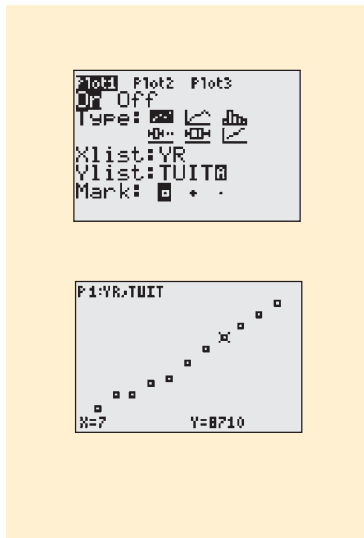 Plot1 Plot2 Plot3
On Off
Type:
Xlist:YR
Ylist:TUIT
Mark:
P1:YR,TUIT
X=7 Y=8710